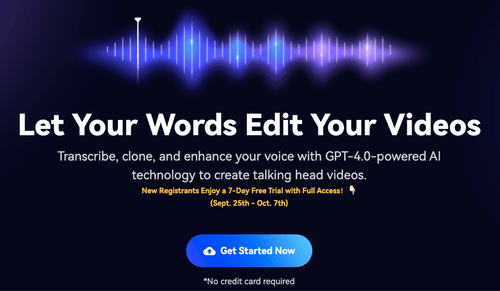 Let Your Words Edit Your Videos
Transcribe, clone, and enhance your voice with GPT-4.0-powered AI
technology to create talking head videos.
New Registrants Enjoy a 7-Day Free Trial with Full Access! 👇🏻
(Sept. 25th - Oct. 7th)
Get Started Now
*No credit card required